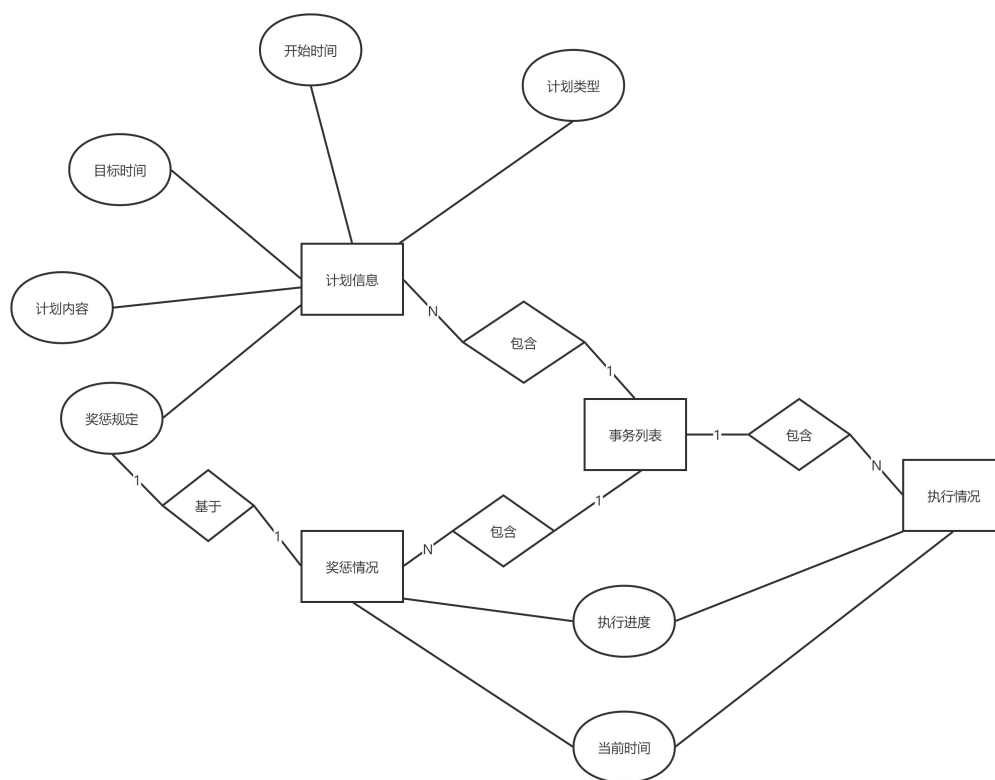 开始时间
计划类型
目标时间
计划信息
计划内容
N
包含
1
奖惩规定
事务列表
1
包含
N
1
基于
1
执行情况
1
包含
N
奖惩情况
执行进度
当前时间